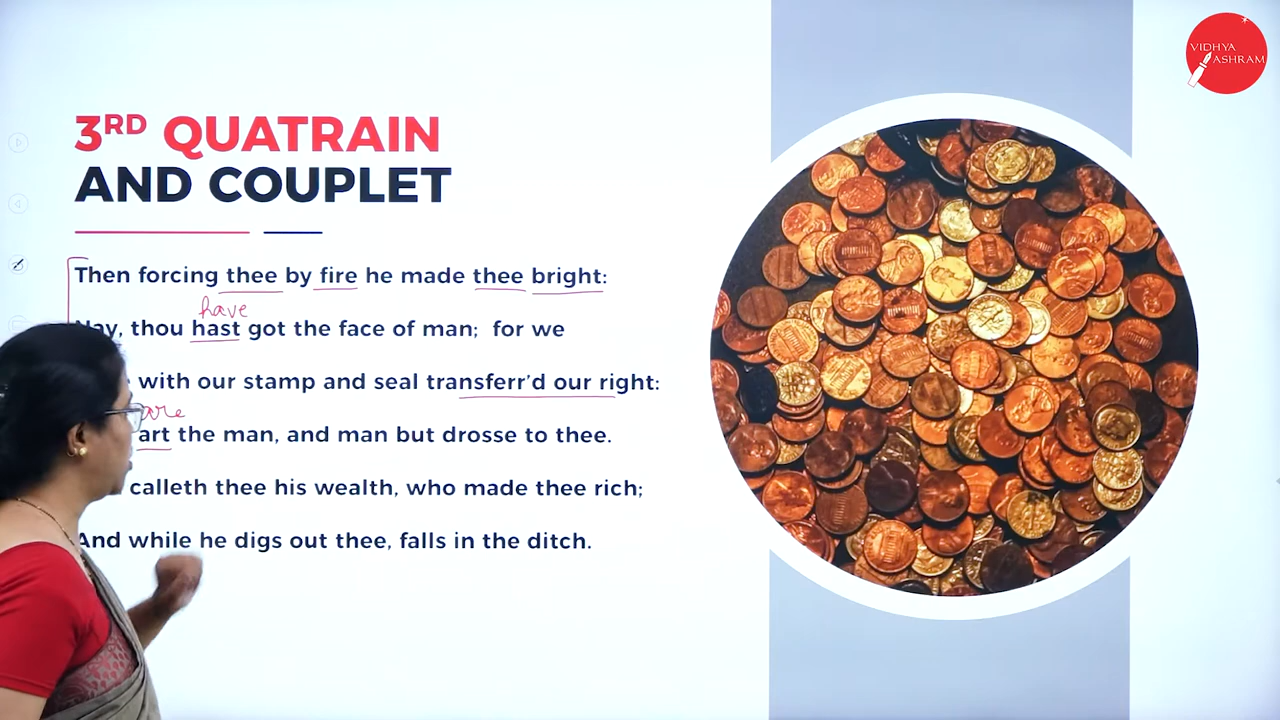 VIDHYA
ASHRAM
3RD QUATRAIN
AND COUPLET
Then forcing thee by fire he made thee bright:
have
Nay, thou hast got the face of man; for we
with our stamp and seal transferr'd our right:
are
art the man, and man but drosse to thee.
calleth thee his wealth, who made thee rich;
And while he digs out thee, falls in the ditch.